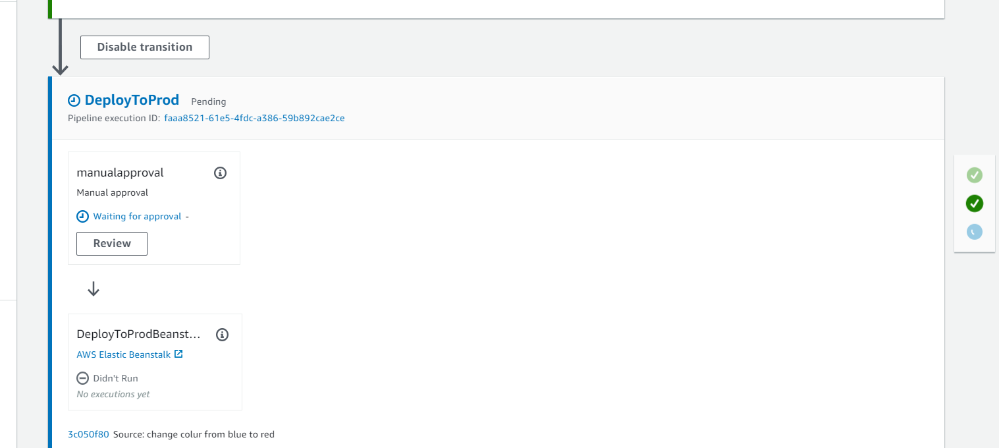 Disable transition
DeployToProd Pending
Pipeline execution ID: faaa8521-61e5-4fdc-a386-59b892cae2ce
manualapproval
Manual approval
Waiting for approval -
Review
DeployToProdBeanst...
AWS Elastic Beanstalk
Didn't Run
No executions yet
3c050f80 Source: change colur from blue to red